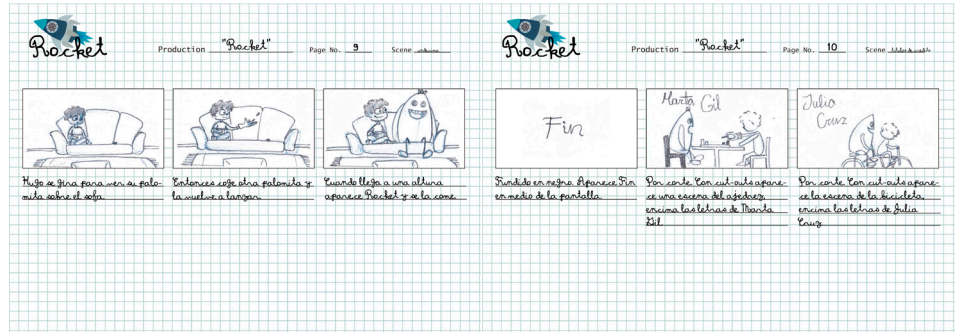 Rocket
Production "Rocket" Page No. 9 Scene
Hugo se gira para ver su palo-
mita sobre el sofa.
Entonces coje otra palomita y
la vuelve a lanzar.
Cuando llega a una altura
aparece Rocket y se la come.
Rocket
Production "Rocket" Page No. 10 Scene
Fin
Marta Gil
Julio
Cruz
Fundido en negro. Aparece Fin
en medio de la pantalla.
Por corte. Con cut-outs apare-
ce una escena del ajedrez,
encima las letras de Marta
Gil.
Por corte. Con cut-outs apare-
ce la escena de la bicicleta,
encima las letras de Julia
Cruz.